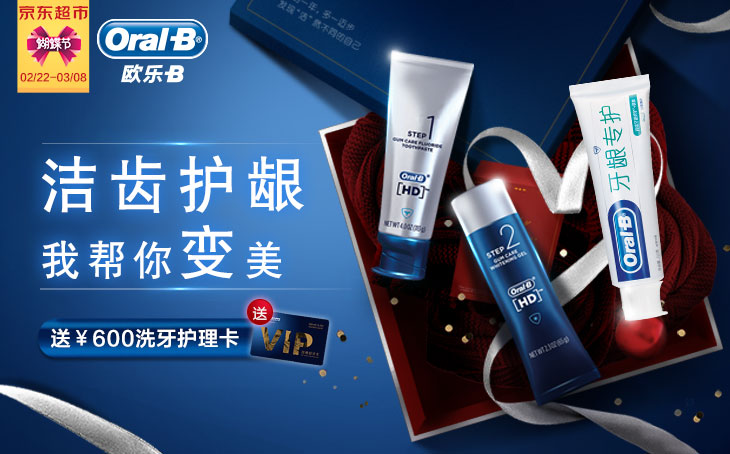 京东超市
蝴蝶节
02/22-03/08
Oral-B®
欧乐-B
洁齿护龈
我帮你变美
送¥600洗牙护理卡
送
VIP
STEP 1
GUM CARE FLUORIDE
TOOTHPASTE
Oral-B
[HD]™
STEP 2
GUM CARE
WHITENING GEL
Oral-B
[HD]™
牙龈专护
Oral-B